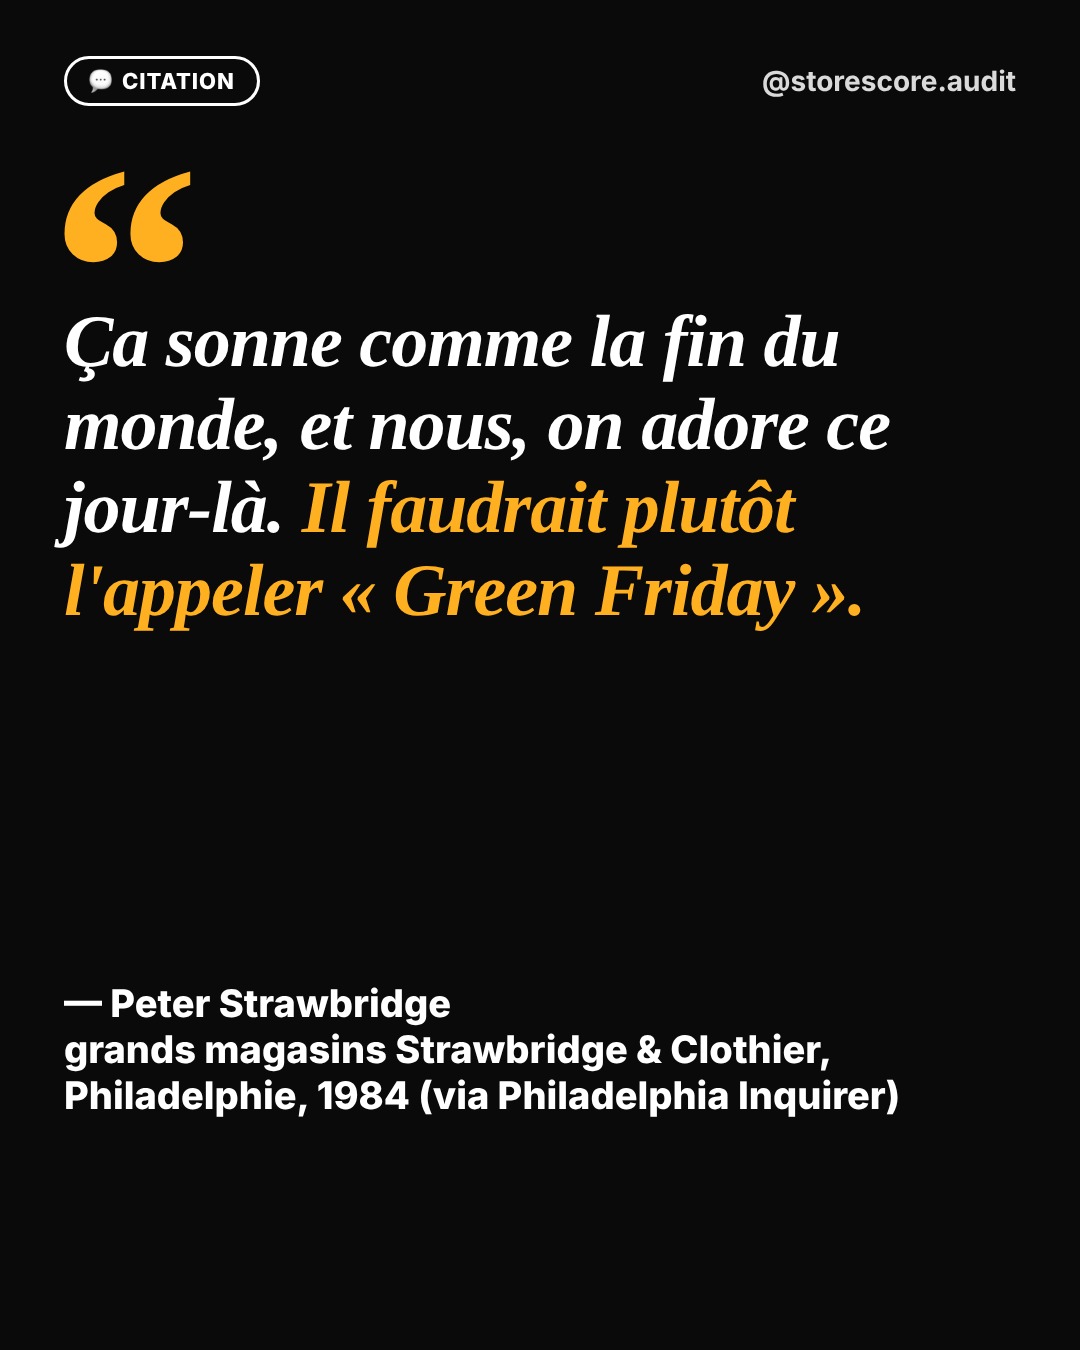 💬 CITATION
@storescore.audit
“
Ça sonne comme la fin du
monde, et nous, on adore ce
jour-là. Il faudrait plutôt
l'appeler « Green Friday ».
— Peter Strawbridge
grands magasins Strawbridge & Clothier,
Philadelphie, 1984 (via Philadelphia Inquirer)